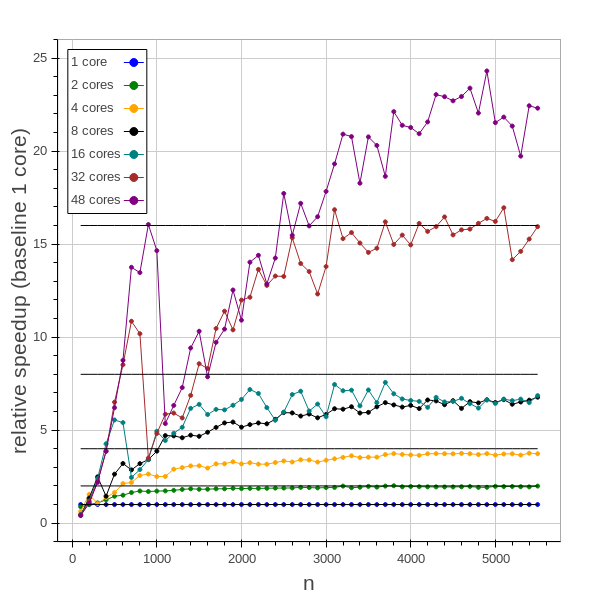 25
20
15
10
5
0
relative speedup (baseline 1 core)
1 core
2 cores
4 cores
8 cores
16 cores
32 cores
48 cores
0 1000 2000 3000 4000 5000
n